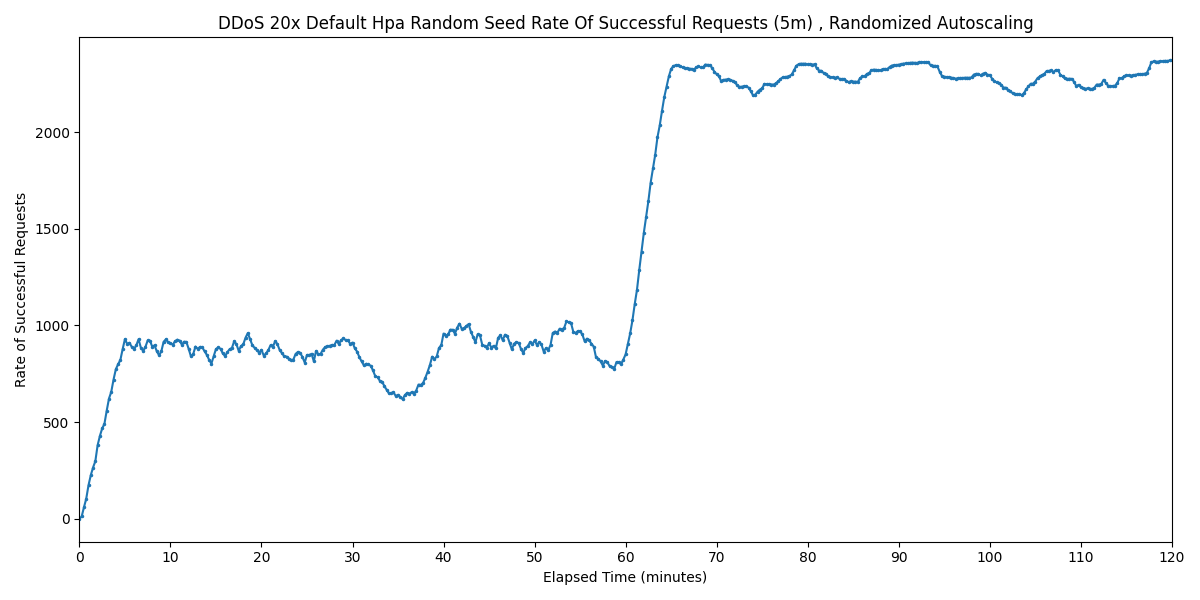 DDoS 20x Default Hpa Random Seed Rate Of Successful Requests (5m) , Randomized Autoscaling
Rate of Successful Requests
2000
1500
1000
500
0
0 10 20 30 40 50 60 70 80 90 100 110 120
Elapsed Time (minutes)